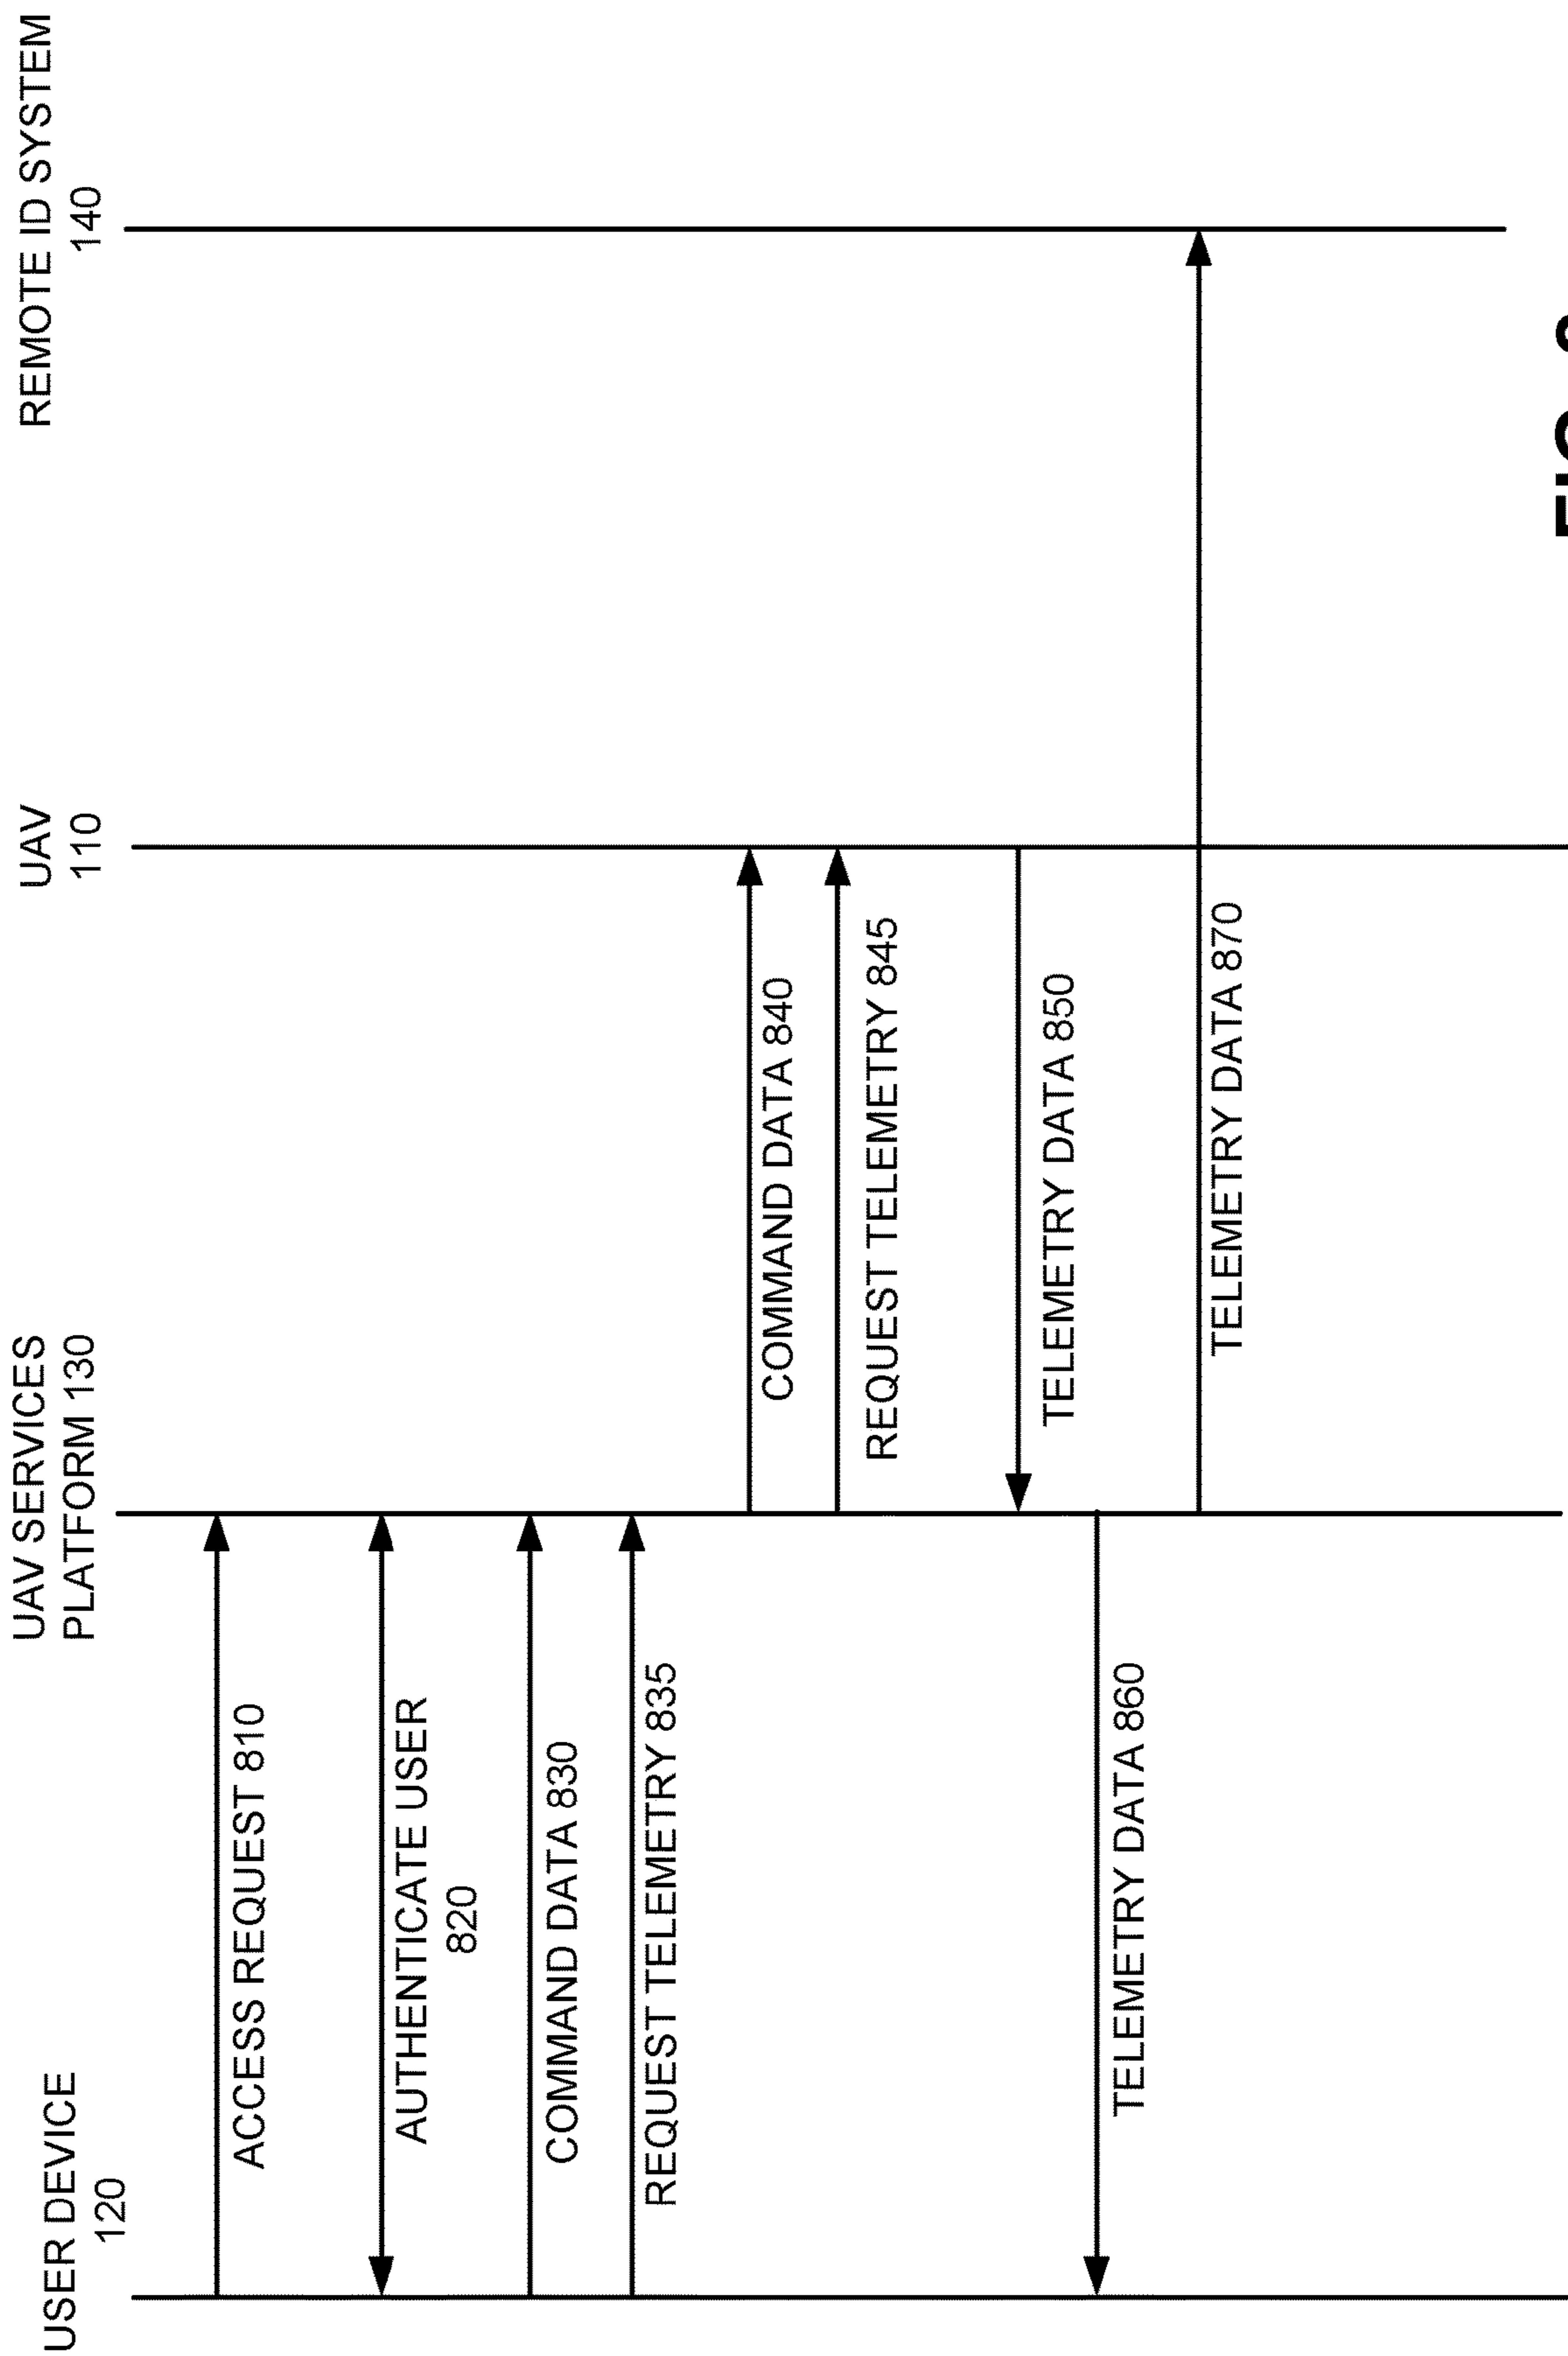 USER DEVICE
120
UAV SERVICES
PLATFORM 130
UAV
110
REMOTE ID SYSTEM
140
ACCESS REQUEST 810
AUTHENTICATE USER
820
COMMAND DATA 830
REQUEST TELEMETRY 835
COMMAND DATA 840
REQUEST TELEMETRY 845
TELEMETRY DATA 850
TELEMETRY DATA 860
TELEMETRY DATA 870